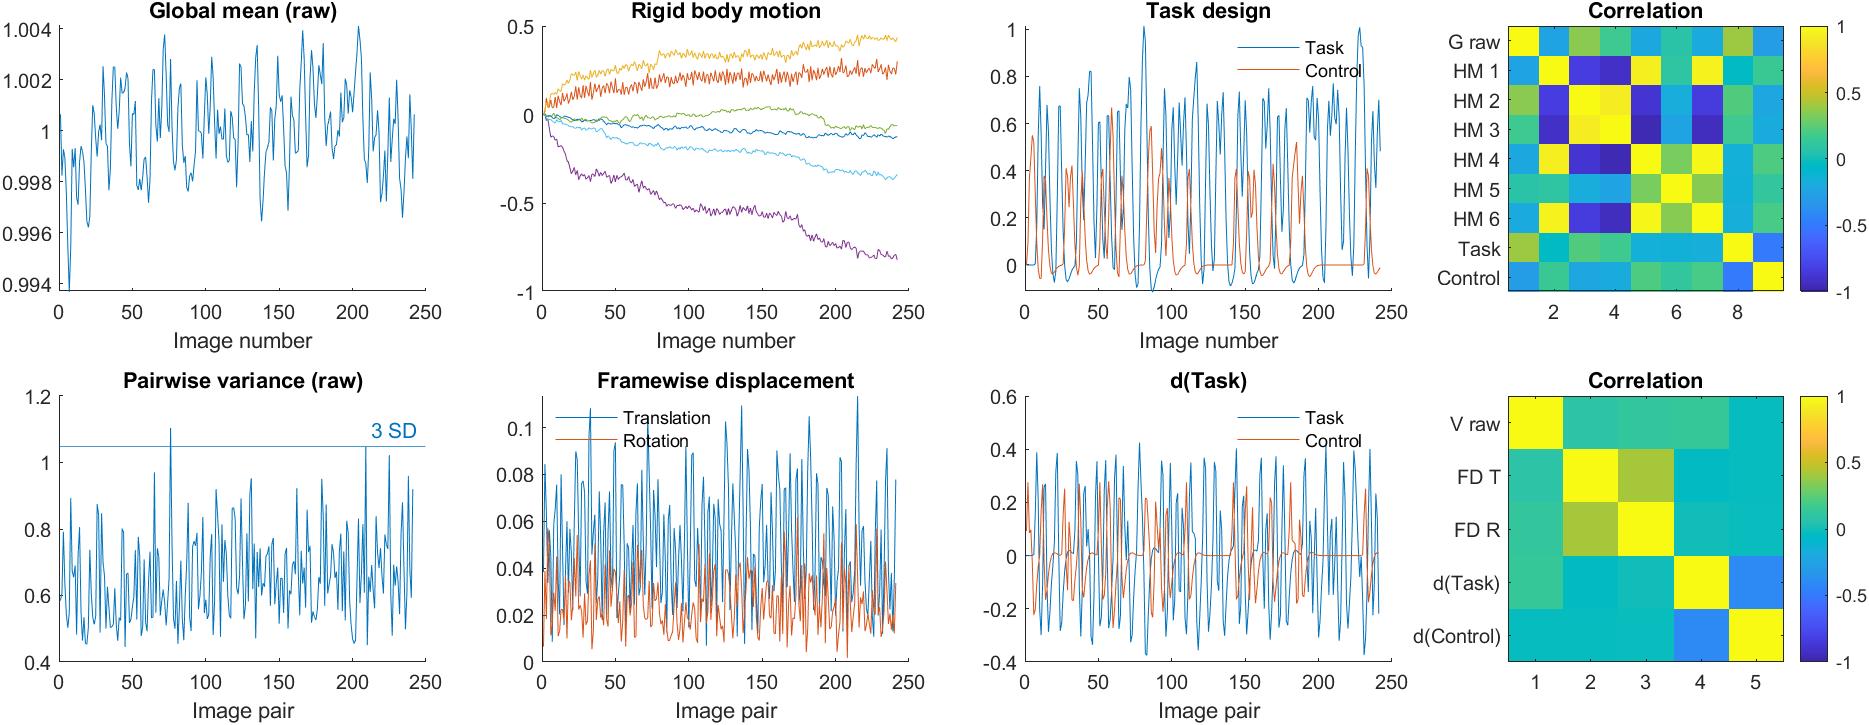 Global mean (raw)
1.004
1.002
1
0.998
0.996
0.994
0 50 100 150 200 250
Image number
Rigid body motion
0.5
0
-0.5
-1
0 50 100 150 200 250
Image number
Task design
1
0.8
0.6
0.4
0.2
0
Task
Control
0 50 100 150 200 250
Image number
Correlation
G raw
HM 1
HM 2
HM 3
HM 4
HM 5
HM 6
Task
Control
2 4 6 8
1
0.5
0
-0.5
-1
Pairwise variance (raw)
1.2
1
0.8
0.6
0.4
3 SD
0 50 100 150 200 250
Image pair
Framewise displacement
0.1
0.08
0.06
0.04
0.02
0
Translation
Rotation
0 50 100 150 200 250
Image pair
d(Task)
0.6
0.4
0.2
0
-0.2
-0.4
Task
Control
0 50 100 150 200 250
Image pair
Correlation
V raw
FD T
FD R
d(Task)
d(Control)
1 2 3 4 5
1
0.5
0
-0.5
-1